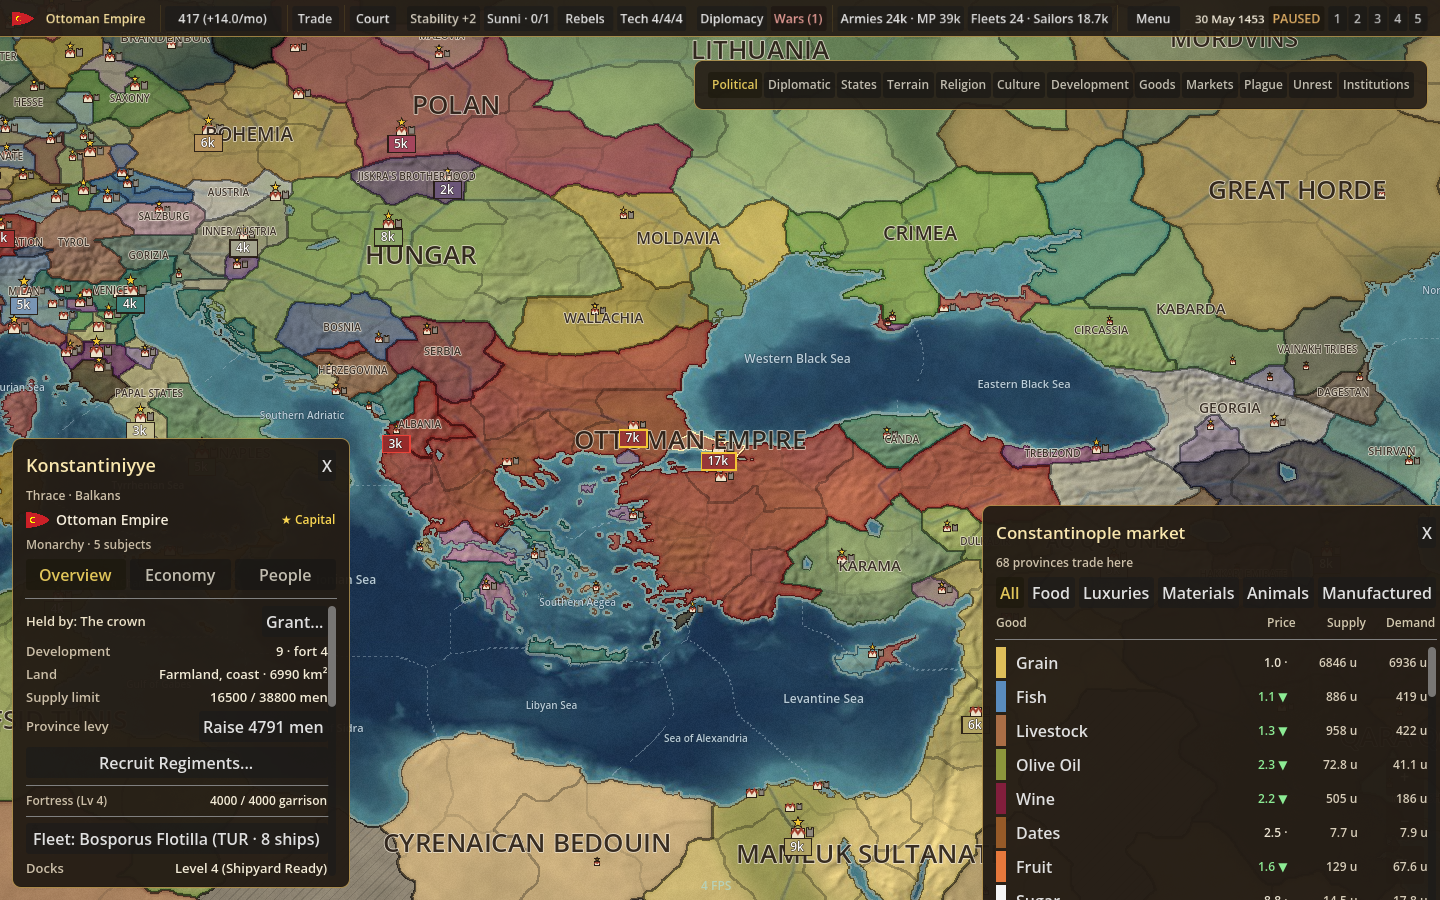 Ottoman Empire 417 (+14.0/mo) Trade Court Stability +2 Sunni · 0/1 Rebels Tech 4/4/4 Diplomacy Wars (1) Armies 24k · MP 39k Fleets 24 · Sailors 18.7k Menu 30 May 1453 PAUSED 1 2 3 4 5
Political Diplomatic States Terrain Religion Culture Development Goods Markets Plague Unrest Institutions
BRANDENBURG
LITHUANIA
MORDVINS
HESSE
SAXONY
POLAN
BOHEMIA
6k
5k
JISKRA'S BROTHERHOOD
2k
AUSTRIA
SALZBURG
GREAT HORDE
INNER AUSTRIA
TYROL
4k
8k
HUNGAR
GORIZIA
MOLDAVIA
CRIMEA
MILAN
VENICE
5k
4k
KABARDA
WALLACHIA
BOSNIA
CIRCASSIA
SERBIA
VAINAKH TRIBES
Western Black Sea
HERZEGOVINA
Eastern Black Sea
PAPAL STATES
DAGESTAN
Southern Adriatic
GEORGIA
3k
ALBANIA
3k
OTTOMAN EMPIRE
7k
17k
TREBIZOND
SHIRVAN
KARAMA
Southern Aegea
Levantine Sea
Libyan Sea
Sea of Alexandria
6k
CYRENAICAN BEDOUIN
MAMLUK SULTANAT
9k
4 FPS
Konstantiniyye X
Thrace · Balkans
Ottoman Empire ★ Capital
Monarchy · 5 subjects
Overview Economy People
Held by: The crown Grant...
Development 9 · fort 4
Land Farmland, coast · 6990 km²
Supply limit 16500 / 38800 men
Province levy Raise 4791 men
Recruit Regiments...
Fortress (Lv 4) 4000 / 4000 garrison
Fleet: Bosporus Flotilla (TUR · 8 ships)
Docks Level 4 (Shipyard Ready)
Constantinople market X
68 provinces trade here
All Food Luxuries Materials Animals Manufactured
Good Price Supply Demand
Grain 1.0 · 6846 u 6936 u
Fish 1.1 ▼ 886 u 419 u
Livestock 1.3 ▼ 958 u 422 u
Olive Oil 2.3 ▼ 72.8 u 41.1 u
Wine 2.2 ▼ 505 u 186 u
Dates 2.5 · 7.7 u 7.9 u
Fruit 1.6 ▼ 129 u 67.6 u
Sugar 8.8 · 14.5 u 17.8 u